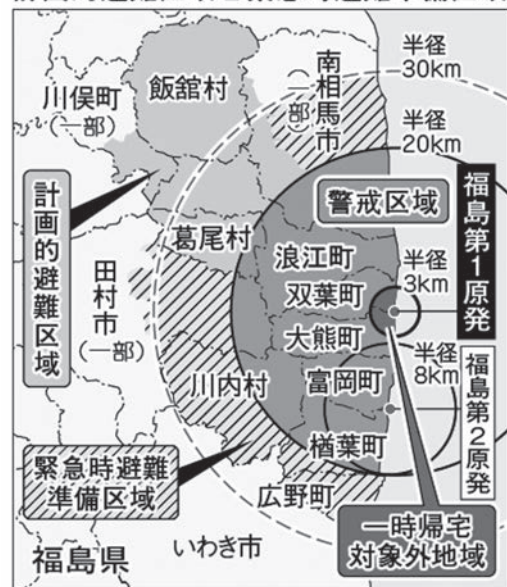 半径
30km
南相馬市
(一部)
飯舘村
川俣町
(一部)
半径
20km
計画的避難区域
警戒区域
福島第1原発
葛尾村
浪江町
半径
3km
双葉町
田村市
(一部)
大熊町
半径
8km
福島第2原発
川内村
富岡町
楢葉町
緊急時避難
準備区域
広野町
一時帰宅
対象外地域
いわき市
福島県